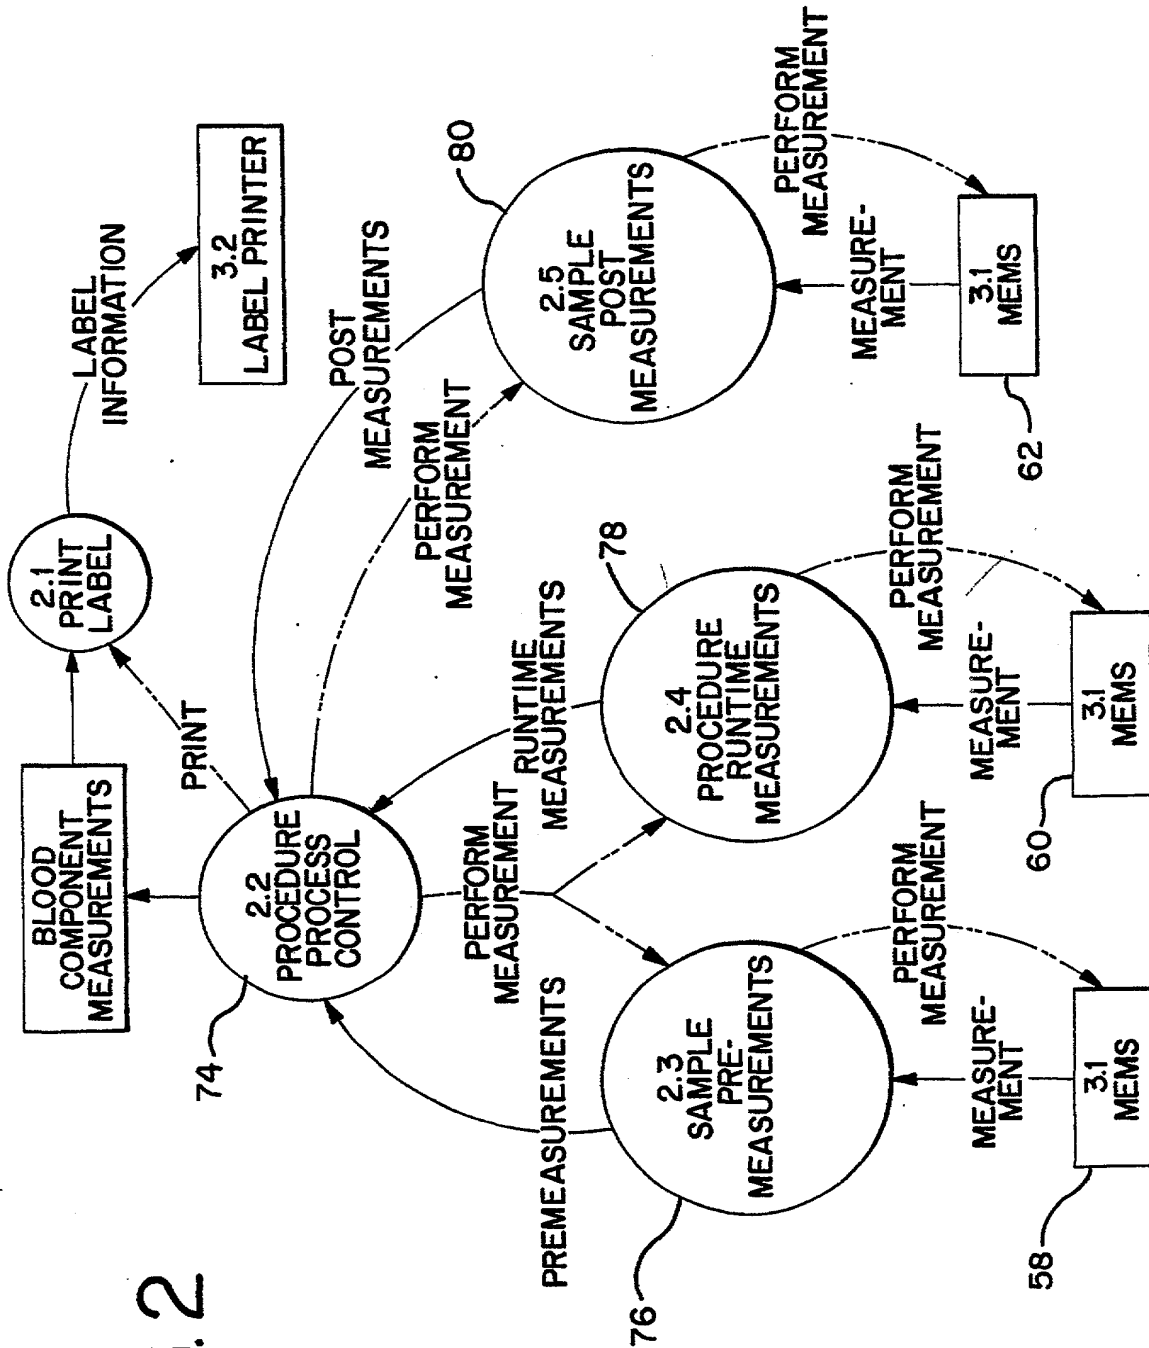 BLOOD
COMPONENT
MEASUREMENTS
2.1
PRINT
LABEL
LABEL
INFORMATION
3.2
LABEL PRINTER
PRINT
74
2.2
PROCEDURE
PROCESS
CONTROL
POST
MEASUREMENTS
PERFORM
MEASUREMENT
80
2.5
SAMPLE
POST
MEASUREMENTS
PREMEASUREMENTS
PERFORM
MEASUREMENT
RUNTIME
MEASUREMENTS
76
2.3
SAMPLE
PRE-
MEASUREMENTS
78
2.4
PROCEDURE
RUNTIME
MEASUREMENTS
MEASURE-
MENT
PERFORM
MEASUREMENT
3.1
MEMS
62
MEASURE-
MENT
PERFORM
MEASUREMENT
3.1
MEMS
58
MEASURE-
MENT
PERFORM
MEASUREMENT
3.1
MEMS
60
.2